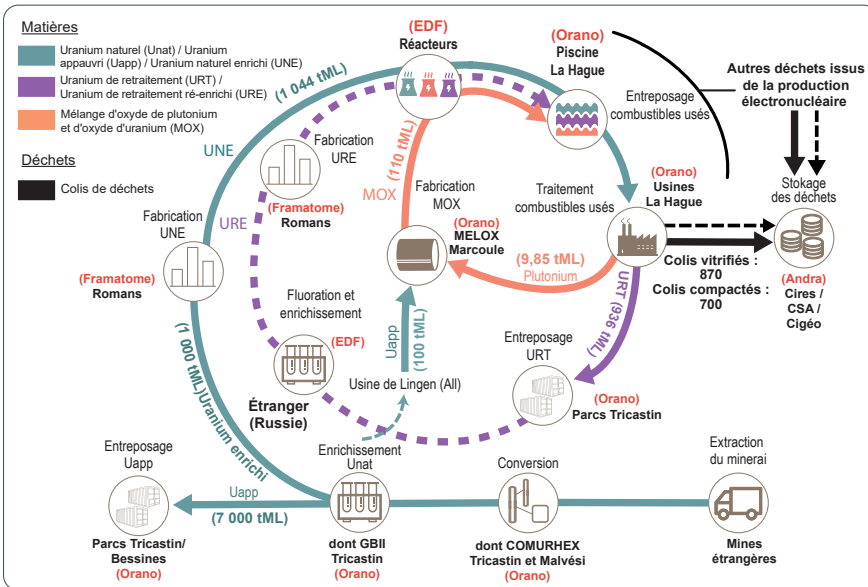 Matières
Uranium naturel (Unat) / Uranium
appauvri (Uapp) / Uranium naturel enrichi (UNE)
Uranium de retraitement (URT) /
Uranium de retraitement ré-enrichi (URE)
Mélange d'oxyde de plutonium
et d'oxyde d'uranium (MOX)
Déchets
Colis de déchets
(EDF)
Réacteurs
(Orano)
Piscine
La Hague
Entreposage
combustibles usés
Autres déchets issus
de la production
électronucléaire
(1 044 tML)
UNE
Fabrication
URE
(Framatome)
Romans
URE
(110 tML)
MOX
Fabrication
MOX
(Orano)
MELOX
Marcoule
Traitement
combustibles usés
(Orano)
Usines
La Hague
Stokage
des déchets
Colis vitrifiés :
870
Colis compactés :
700
(Andra)
Cires /
CSA /
Cigéo
(9,85 tML)
Plutonium
URT (936 tML)
Fabrication
UNE
(Framatome)
Romans
Fluoration et
enrichissement
(EDF)
Étranger
(Russie)
Uapp
(100 tML)
Usine de Lingen (All)
Entreposage
URT
(Orano)
Parcs Tricastin
(1 000 tML)Uranium enrichi
Entreposage
Uapp
Uapp
(7 000 tML)
Parcs Tricastin/
Bessines
(Orano)
Enrichissement
Unat
dont GBII
Tricastin
(Orano)
Conversion
dont COMURHEX
Tricastin et Malvési
(Orano)
Extraction
du minerai
Mines
étrangères